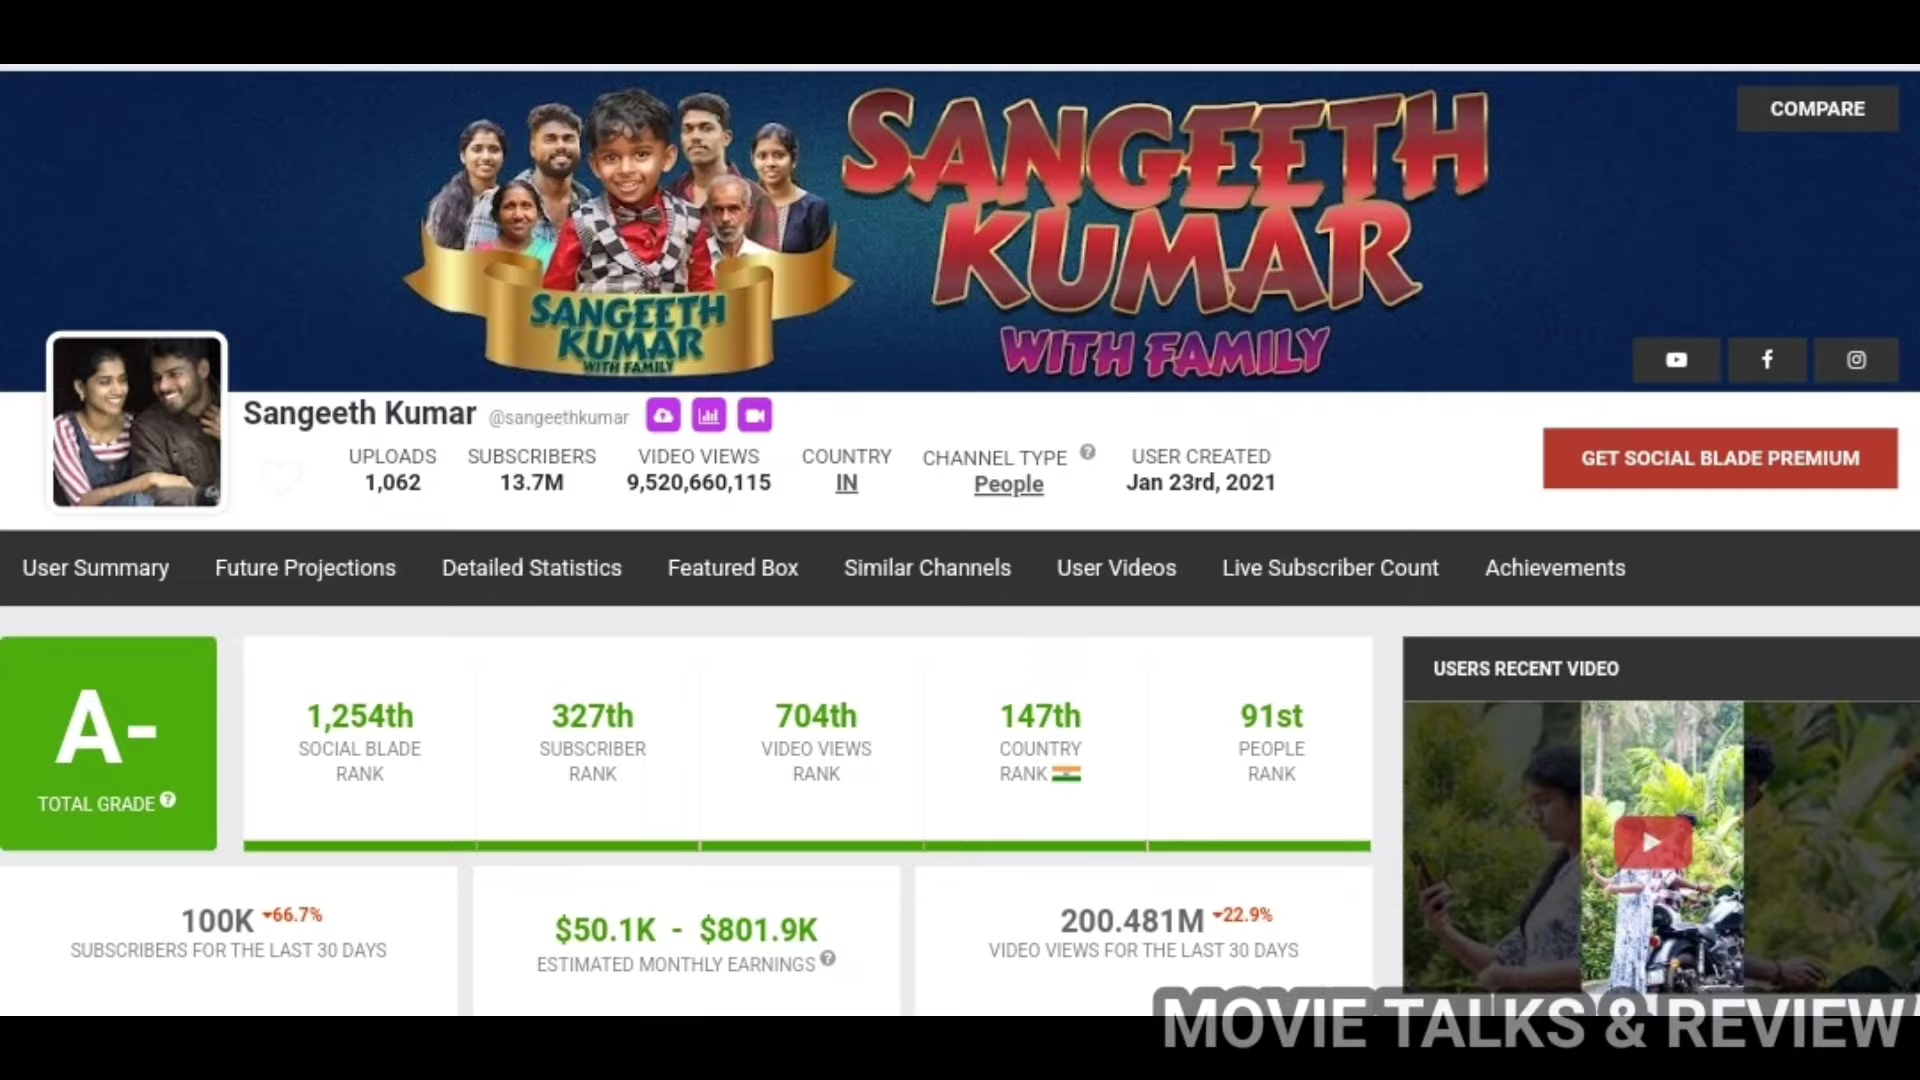 SANGEETH
KUMAR
WITH FAMILY
SANGEETH
KUMAR
WITH FAMILY
COMPARE
Sangeeth Kumar @sangeethkumar
UPLOADS
1,062
SUBSCRIBERS
13.7M
VIDEO VIEWS
9,520,660,115
COUNTRY
IN
CHANNEL TYPE
People
USER CREATED
Jan 23rd, 2021
GET SOCIAL BLADE PREMIUM
User Summary Future Projections Detailed Statistics Featured Box Similar Channels User Videos Live Subscriber Count Achievements
A-
TOTAL GRADE
1,254th
SOCIAL BLADE
RANK
327th
SUBSCRIBER
RANK
704th
VIDEO VIEWS
RANK
147th
COUNTRY
RANK
91st
PEOPLE
RANK
USERS RECENT VIDEO
100K -66.7%
SUBSCRIBERS FOR THE LAST 30 DAYS
$50.1K - $801.9K
ESTIMATED MONTHLY EARNINGS
200.481M -22.9%
VIDEO VIEWS FOR THE LAST 30 DAYS
MOVIE TALKS & REVIEW